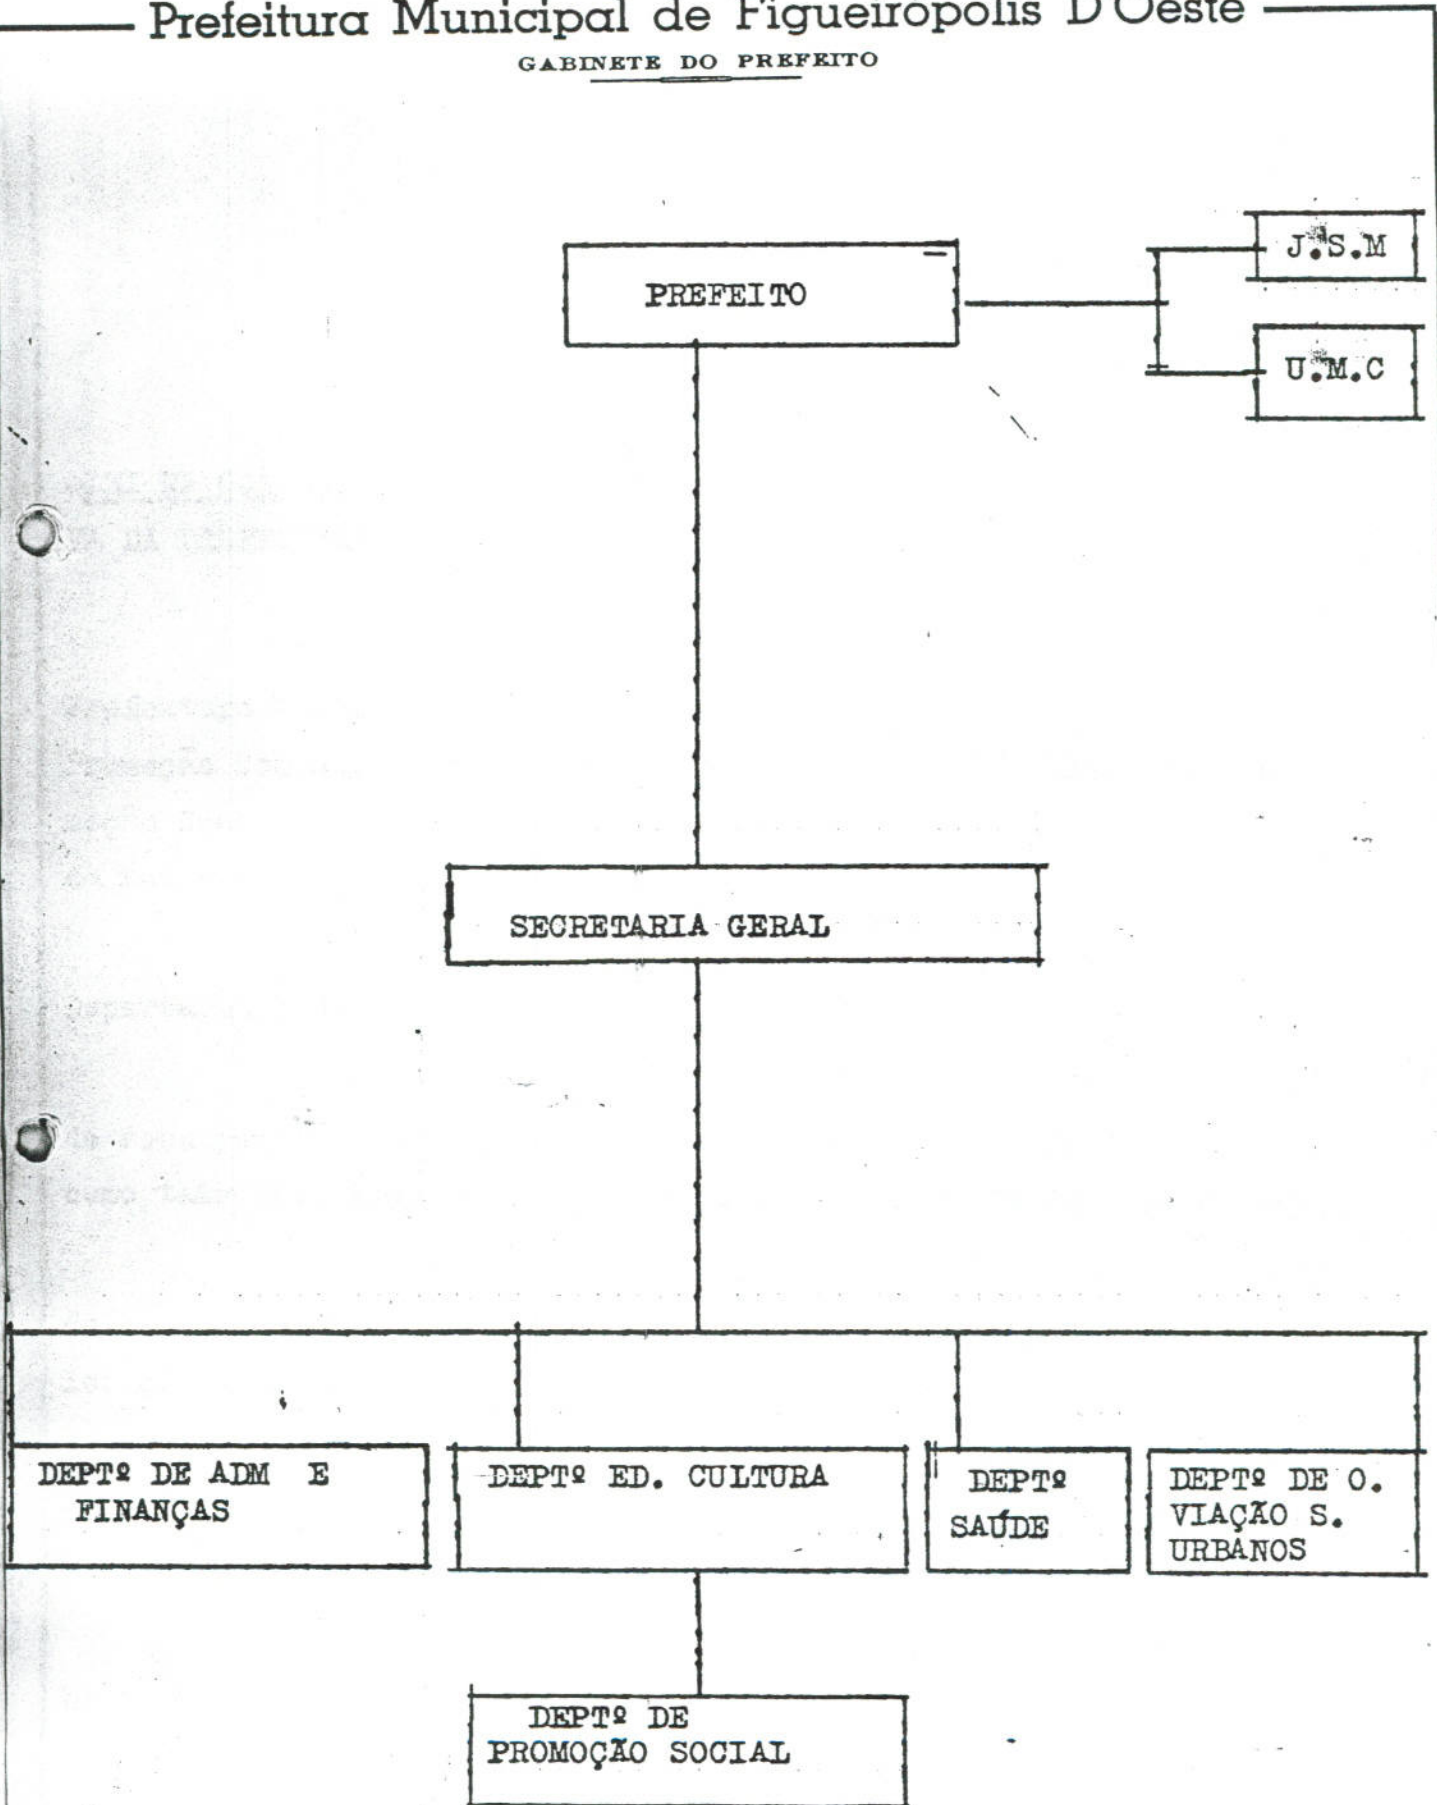 Prefeitura Municipal de Figueirópolis D'Oeste
GABINETE DO PREFEITO
J.S.M
PREFEITO
U.M.C
SECRETARIA GERAL
DEPTº DE ADM E
FINANÇAS
DEPTº ED. CULTURA
DEPTº
SAÚDE
DEPTº DE O.
VIAÇÃO S.
URBANOS
DEPTº DE
PROMOÇÃO SOCIAL